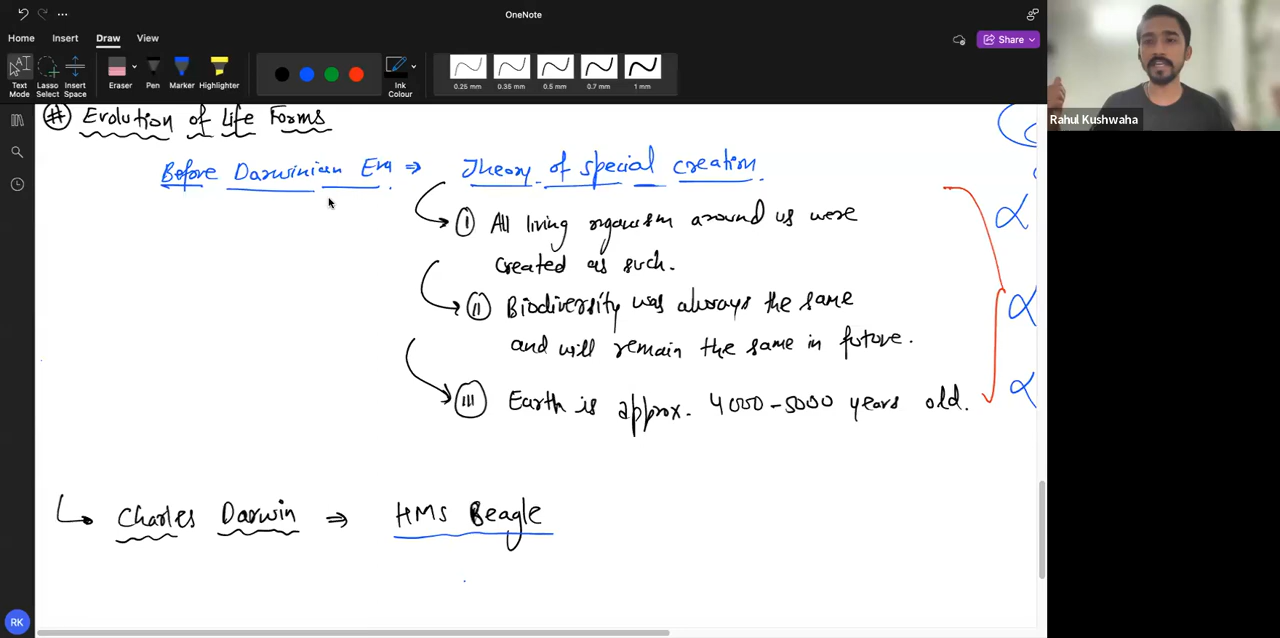 OneNote
Home Insert Draw View
Share
Text Mode
Lasso Select
Insert Space
Eraser
Pen
Marker
Highlighter
Ink Colour
0.25 mm
0.35 mm
0.5 mm
0.7 mm
1 mm
Rahul Kushwaha
# Evolution of Life Forms
Before Darwinian Era ⇒ Theory of special creation.
(I) All living organism around us were
created as such.
(II) Biodiversity was always the same
and will remain the same in future.
(III) Earth is approx. 4000-5000 years old.
Charles Darwin ⇒ HMS Beagle
α
α
α
RK